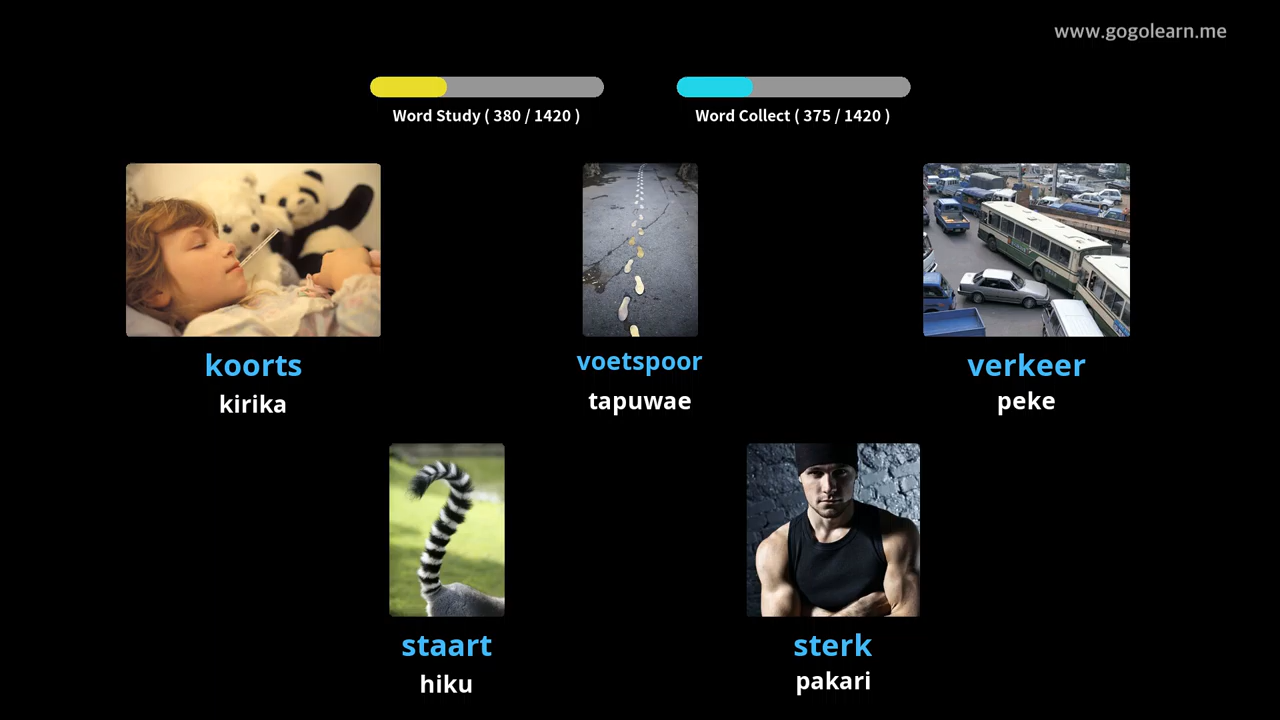 www.gogolearn.me
Word Study ( 380 / 1420 )
Word Collect ( 375 / 1420 )
koorts
kirika
voetspoor
tapuwae
verkeer
peke
staart
hiku
sterk
pakari